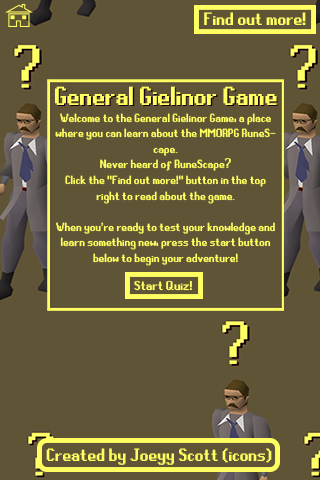 Find out more!
?
?
General Gielinor Game
Welcome to the General Gielinor Game; a place
where you can learn about the MMORPG RuneS-
cape.
Never heard of RuneScape?
Click the "Find out more!" button in the top
right to read about the game.
When you're ready to test your knowledge and
learn something new, press the start button
below to begin your adventure!
Start Quiz!
?
?
?
Created by Joeyy Scott (icons)